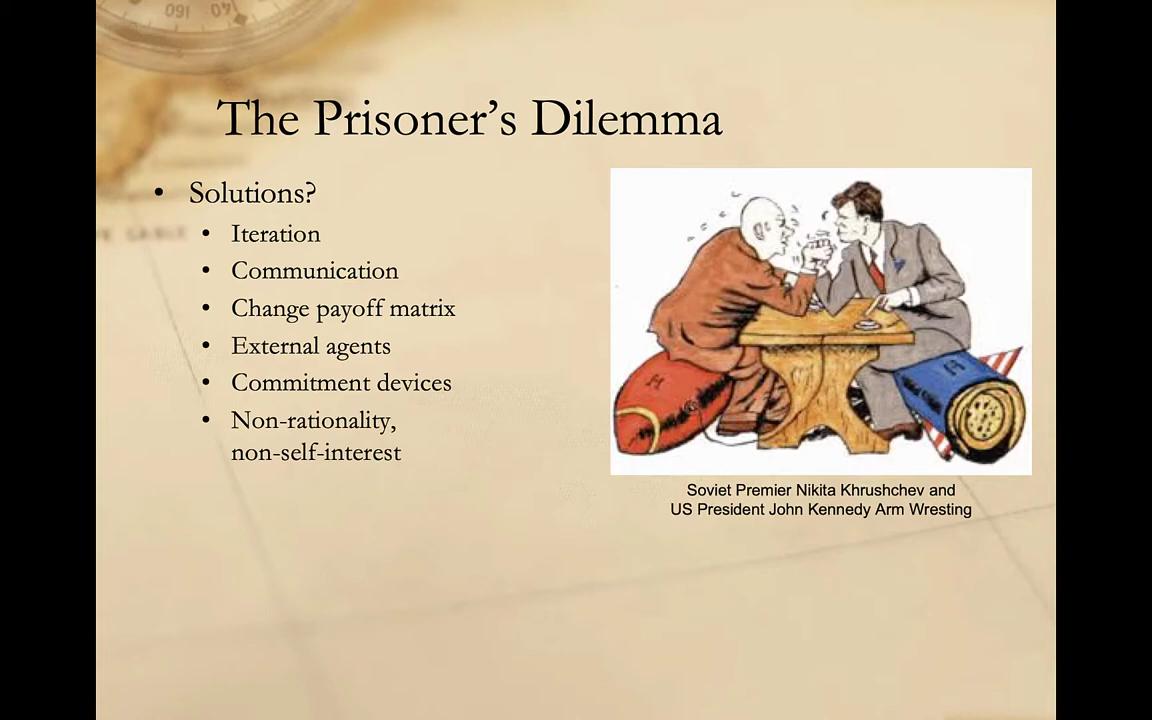 The Prisoner’s Dilemma
• Solutions?
• Iteration
• Communication
• Change payoff matrix
• External agents
• Commitment devices
• Non-rationality,
non-self-interest
H
H
Soviet Premier Nikita Khrushchev and
US President John Kennedy Arm Wresting